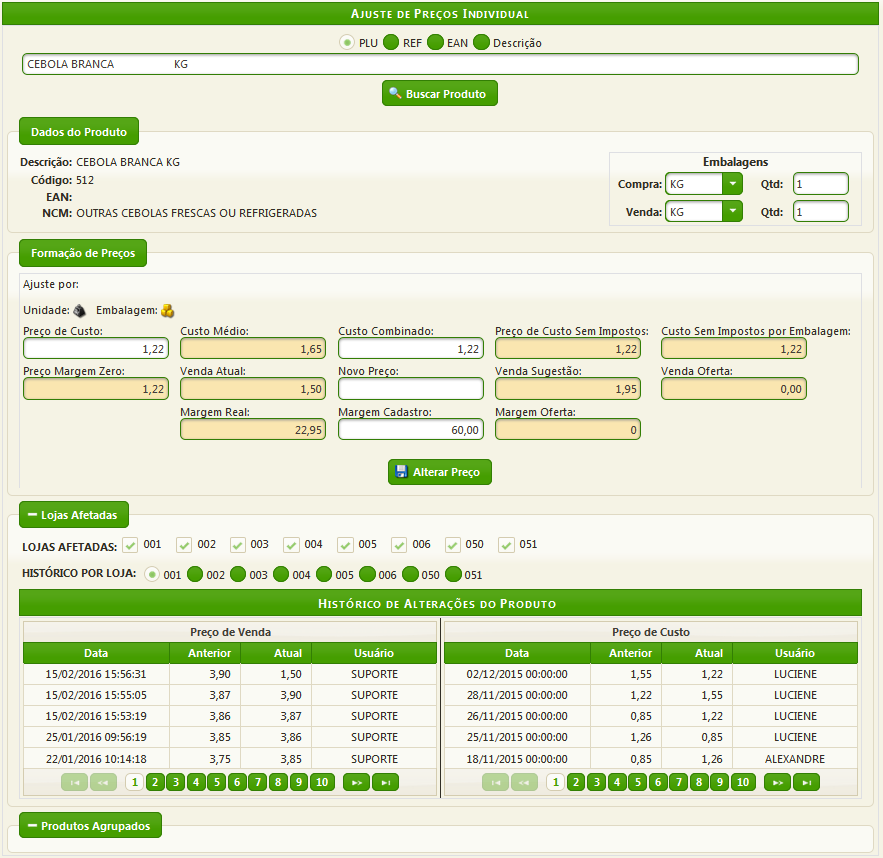 Ajuste de Preços Individual
PLU REF EAN Descrição
CEBOLA BRANCA KG
Buscar Produto
Dados do Produto
Descrição: CEBOLA BRANCA KG
Código: 512
EAN:
NCM: OUTRAS CEBOLAS FRESCAS OU REFRIGERADAS
Embalagens
Compra: KG Qtd: 1
Venda: KG Qtd: 1
Formação de Preços
Ajuste por:
Unidade: Embalagem:
Preço de Custo: Custo Médio: Custo Combinado: Preço de Custo Sem Impostos: Custo Sem Impostos por Embalagem:
1,22 1,65 1,22 1,22 1,22
Preço Margem Zero: Venda Atual: Novo Preço: Venda Sugestão: Venda Oferta:
1,22 1,50 1,95 0,00
Margem Real: Margem Cadastro: Margem Oferta:
22,95 60,00 0
Alterar Preço
Lojas Afetadas
LOJAS AFETADAS: 001 002 003 004 005 006 050 051
HISTÓRICO POR LOJA: 001 002 003 004 005 006 050 051
Histórico de Alterações do Produto
Preço de Venda
Data Anterior Atual Usuário
15/02/2016 15:56:31 3,90 1,50 SUPORTE
15/02/2016 15:55:05 3,87 3,90 SUPORTE
15/02/2016 15:53:19 3,86 3,87 SUPORTE
25/01/2016 09:56:19 3,85 3,86 SUPORTE
22/01/2016 10:14:18 3,75 3,85 SUPORTE
1 2 3 4 5 6 7 8 9 10
Preço de Custo
Data Anterior Atual Usuário
02/12/2015 00:00:00 1,55 1,22 LUCIENE
28/11/2015 00:00:00 1,22 1,55 LUCIENE
26/11/2015 00:00:00 0,85 1,22 LUCIENE
25/11/2015 00:00:00 1,26 0,85 LUCIENE
18/11/2015 00:00:00 0,85 1,26 ALEXANDRE
1 2 3 4 5 6 7 8 9 10
Produtos Agrupados